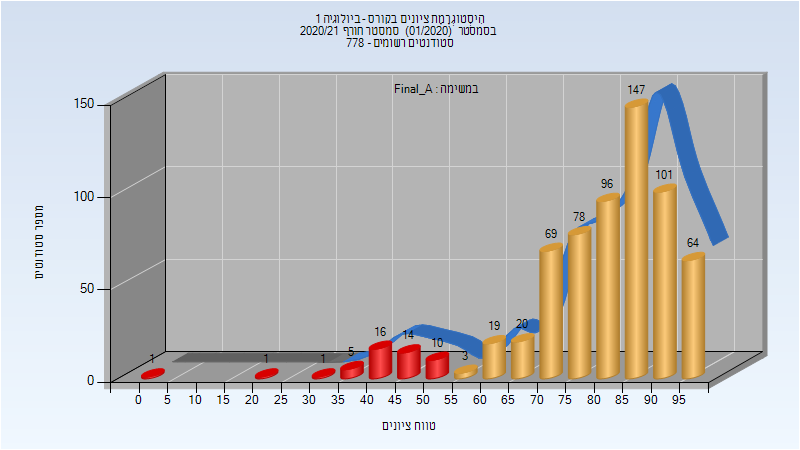 היסטוגרמת ציונים בקורס - ביולוגיה 1
בסמסטר (01/2020) סמסטר חורף 2020/21
סטודנטים רשומים - 778
במשימה : Final_A
מספר סטודנטים
150
100
50
0
1
1
1
5
16
14
10
3
19
20
69
78
96
147
101
64
0 5 10 15 20 25 30 35 40 45 50 55 60 65 70 75 80 85 90 95
טווח ציונים